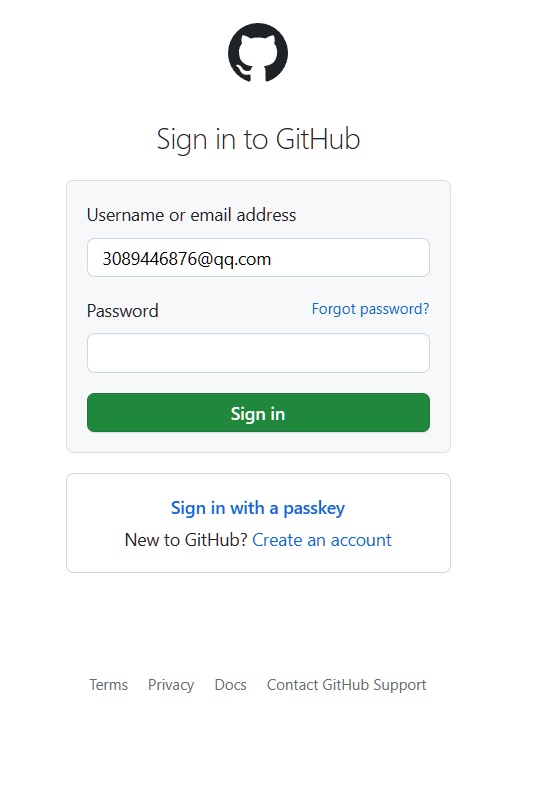 Sign in to GitHub
Username or email address
3089446876@qq.com
Password Forgot password?
Sign in
Sign in with a passkey
New to GitHub? Create an account
Terms Privacy Docs Contact GitHub Support